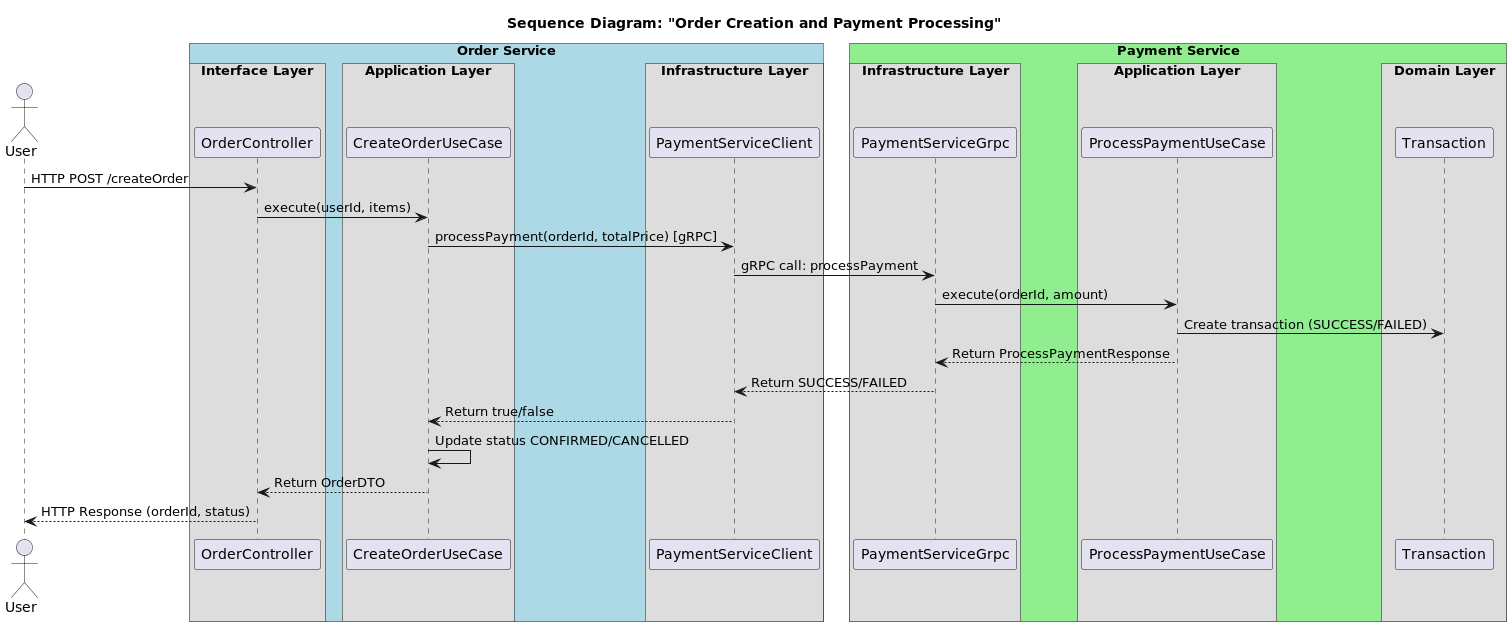 Sequence Diagram: "Order Creation and Payment Processing"
Order Service
Payment Service
Interface Layer
Application Layer
Infrastructure Layer
Infrastructure Layer
Application Layer
Domain Layer
User
OrderController
CreateOrderUseCase
PaymentServiceClient
PaymentServiceGrpc
ProcessPaymentUseCase
Transaction
HTTP POST /createOrder
execute(userId, items)
processPayment(orderId, totalPrice) [gRPC]
gRPC call: processPayment
execute(orderId, amount)
Create transaction (SUCCESS/FAILED)
Return ProcessPaymentResponse
Return SUCCESS/FAILED
Return true/false
Update status CONFIRMED/CANCELLED
Return OrderDTO
HTTP Response (orderId, status)
OrderController
CreateOrderUseCase
PaymentServiceClient
PaymentServiceGrpc
ProcessPaymentUseCase
Transaction
User